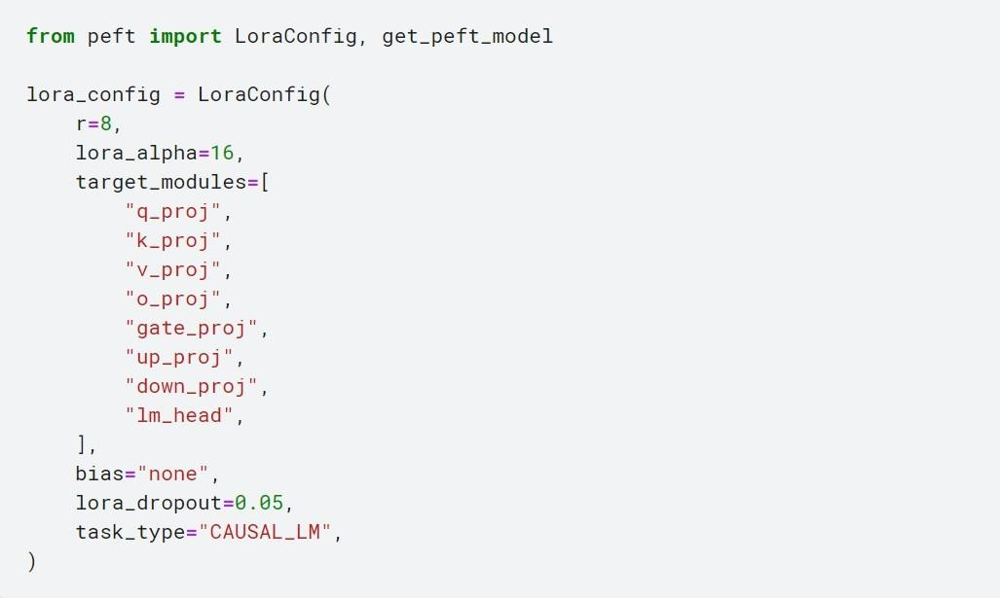 from peft import LoraConfig, get_peft_model

lora_config = LoraConfig(
    r=8,
    lora_alpha=16,
    target_modules=[
        "q_proj",
        "k_proj",
        "v_proj",
        "o_proj",
        "gate_proj",
        "up_proj",
        "down_proj",
        "lm_head",
    ],
    bias="none",
    lora_dropout=0.05,
    task_type="CAUSAL_LM",
)